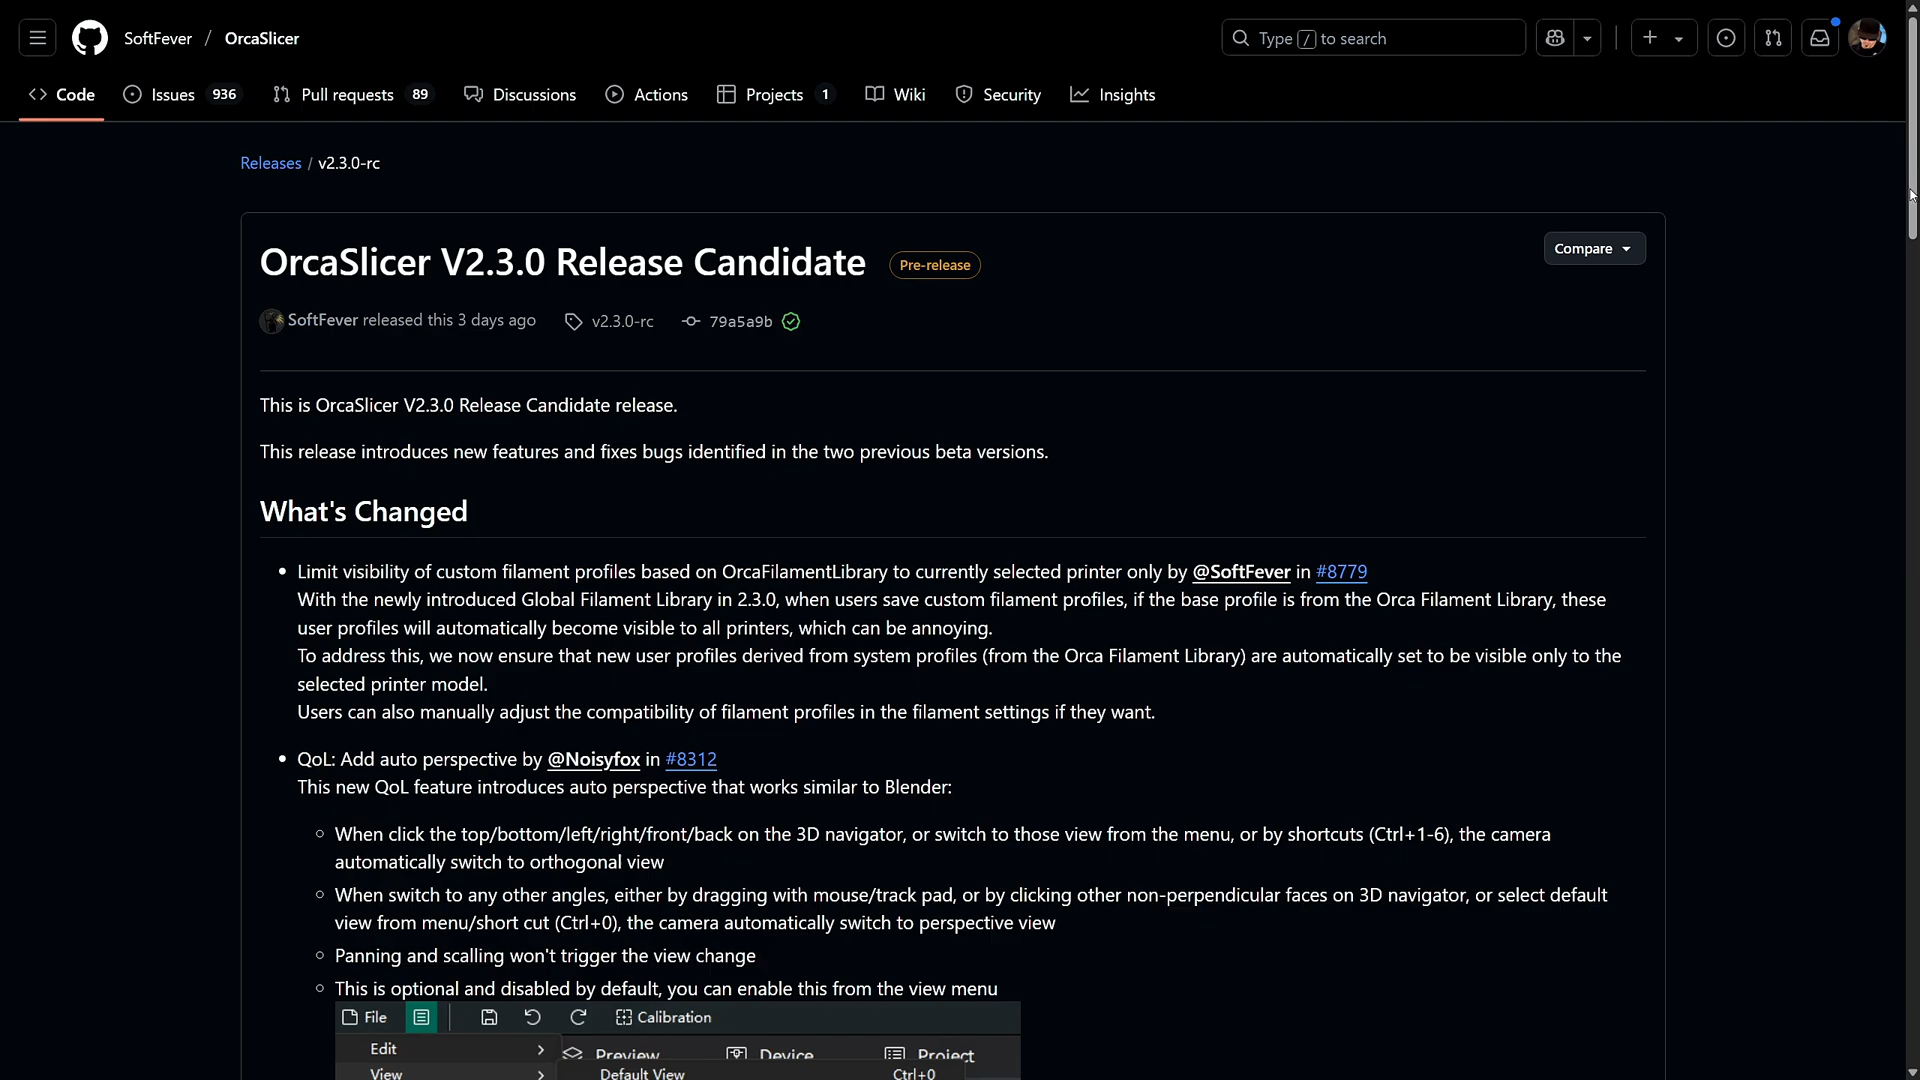 SoftFever / OrcaSlicer
Type / to search
Code
Issues 936
Pull requests 89
Discussions
Actions
Projects 1
Wiki
Security
Insights
Releases / v2.3.0-rc
OrcaSlicer V2.3.0 Release Candidate
Pre-release
Compare
SoftFever released this 3 days ago
v2.3.0-rc
79a5a9b
This is OrcaSlicer V2.3.0 Release Candidate release.
This release introduces new features and fixes bugs identified in the two previous beta versions.
What's Changed
• Limit visibility of custom filament profiles based on OrcaFilamentLibrary to currently selected printer only by @SoftFever in #8779
With the newly introduced Global Filament Library in 2.3.0, when users save custom filament profiles, if the base profile is from the Orca Filament Library, these
user profiles will automatically become visible to all printers, which can be annoying.
To address this, we now ensure that new user profiles derived from system profiles (from the Orca Filament Library) are automatically set to be visible only to the
selected printer model.
Users can also manually adjust the compatibility of filament profiles in the filament settings if they want.
• QoL: Add auto perspective by @Noisyfox in #8312
This new QoL feature introduces auto perspective that works similar to Blender:
○ When click the top/bottom/left/right/front/back on the 3D navigator, or switch to those view from the menu, or by shortcuts (Ctrl+1-6), the camera
automatically switch to orthogonal view
○ When switch to any other angles, either by dragging with mouse/track pad, or by clicking other non-perpendicular faces on 3D navigator, or select default
view from menu/short cut (Ctrl+0), the camera automatically switch to perspective view
○ Panning and scalling won't trigger the view change
○ This is optional and disabled by default, you can enable this from the view menu
File
Calibration
Edit
Preview
Device
Project
View
Default View
Ctrl+0